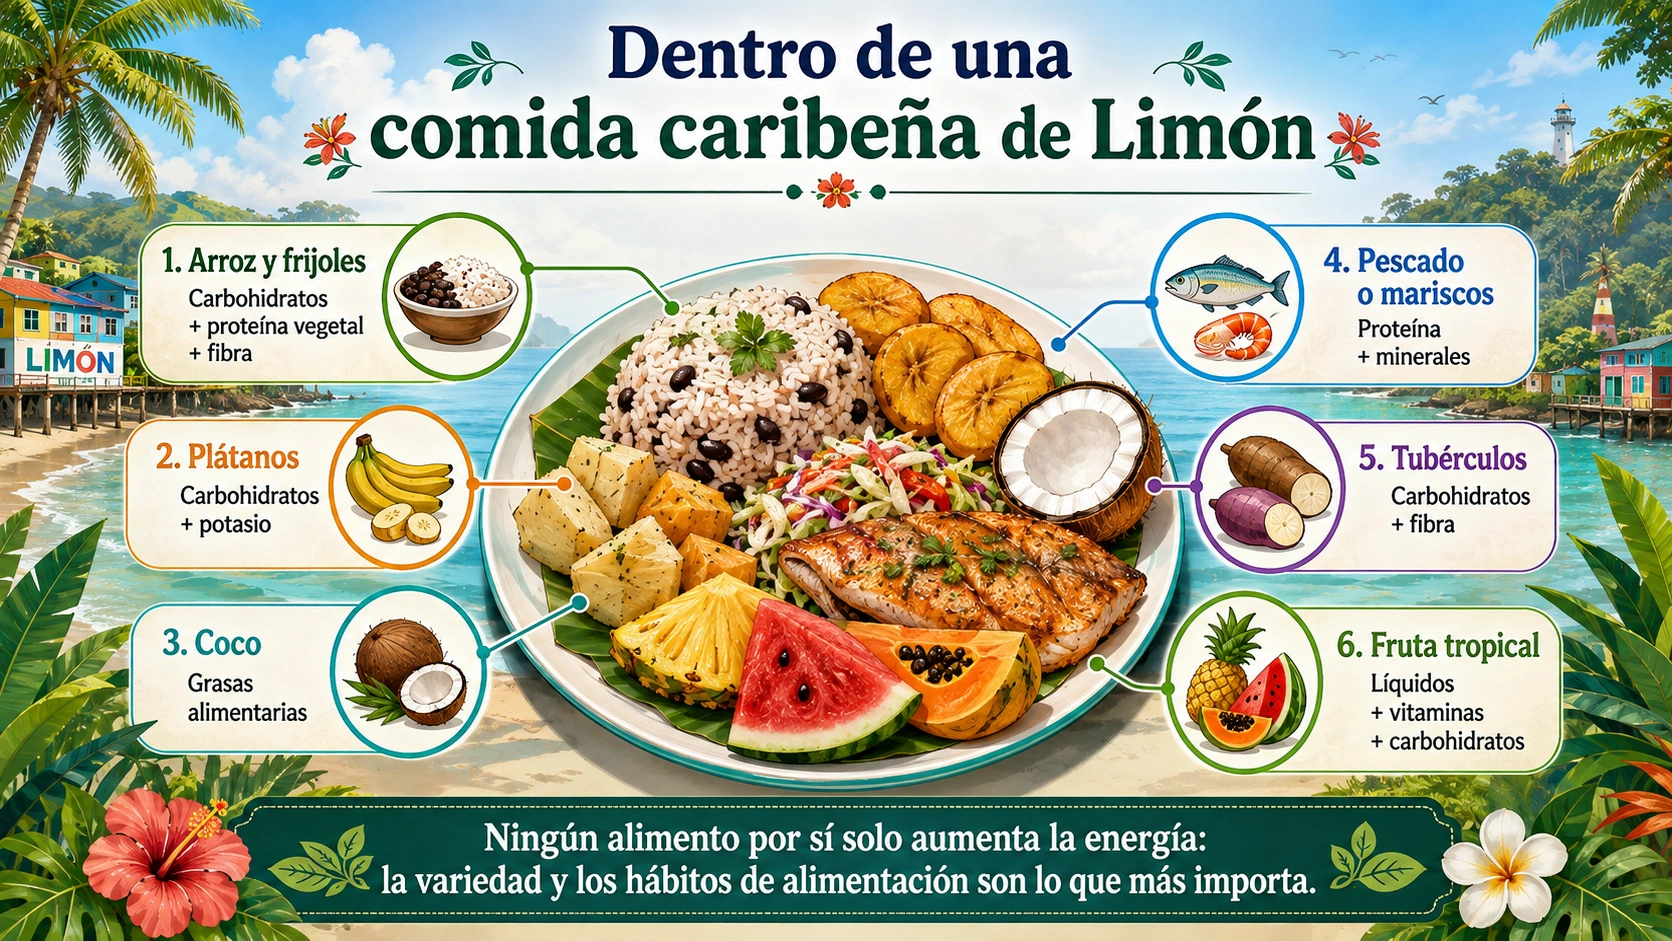 Dentro de una
comida caribeña de Limón
1. Arroz y frijoles
Carbohidratos
+ proteína vegetal
+ fibra
LIMÓN
2. Plátanos
Carbohidratos
+ potasio
3. Coco
Grasas
alimentarias
4. Pescado
o mariscos
Proteína
+ minerales
5. Tubérculos
Carbohidratos
+ fibra
6. Fruta tropical
Líquidos
+ vitaminas
+ carbohidratos
Ningún alimento por sí solo aumenta la energía:
la variedad y los hábitos de alimentación son lo que más importa.